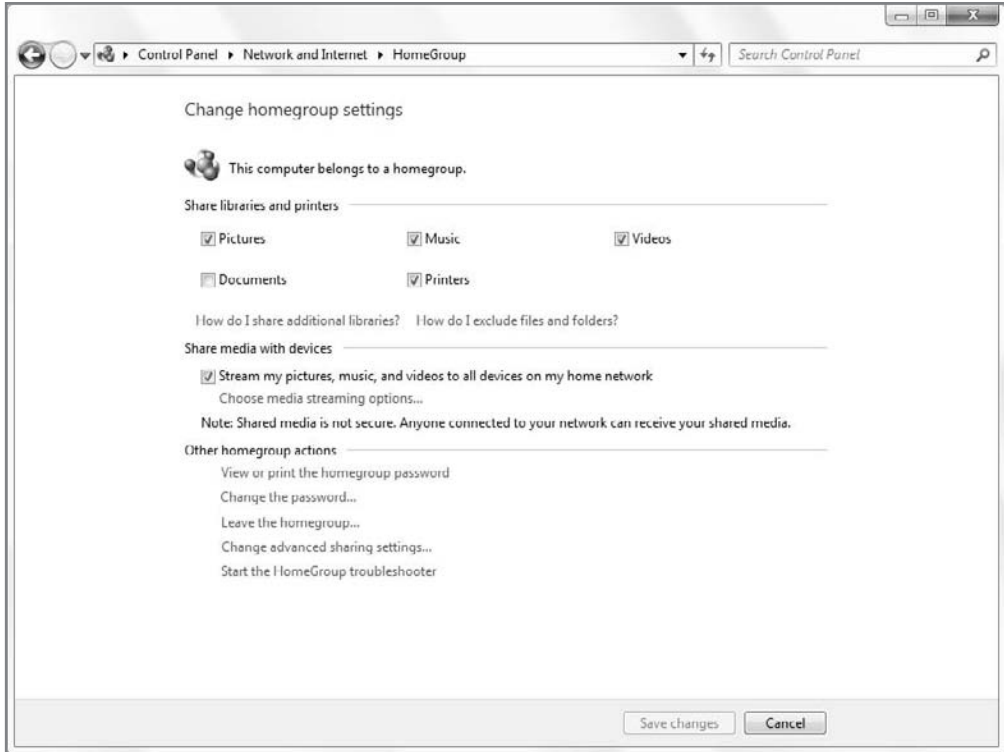 Control Panel ▸ Network and Internet ▸ HomeGroup
Search Control Panel
Change homegroup settings
This computer belongs to a homegroup.
Share libraries and printers
Pictures Music Videos
Documents Printers
How do I share additional libraries? How do I exclude files and folders?
Share media with devices
Stream my pictures, music, and videos to all devices on my home network
Choose media streaming options...
Note: Shared media is not secure. Anyone connected to your network can receive your shared media.
Other homegroup actions
View or print the homegroup password
Change the password...
Leave the homegroup...
Change advanced sharing settings...
Start the HomeGroup troubleshooter
Save changes Cancel